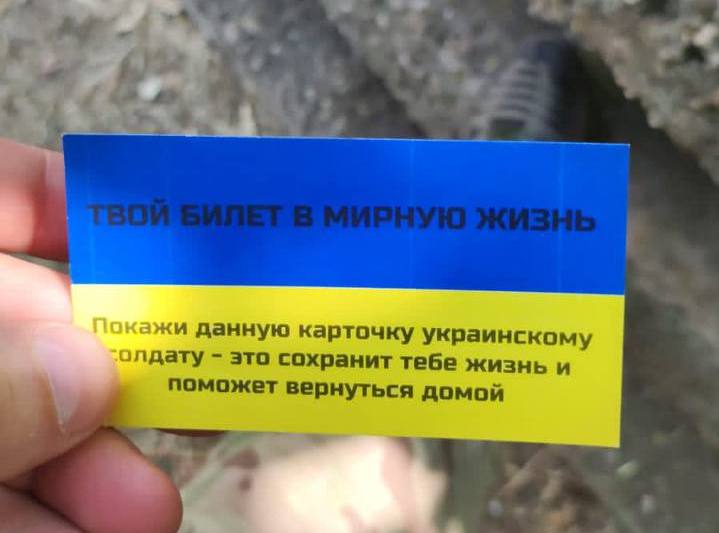 ТВОЙ БИЛЕТ В МИРНУЮ ЖИЗНЬ
Покажи данную карточку украинскому
солдату - это сохранит тебе жизнь и
поможет вернуться домой